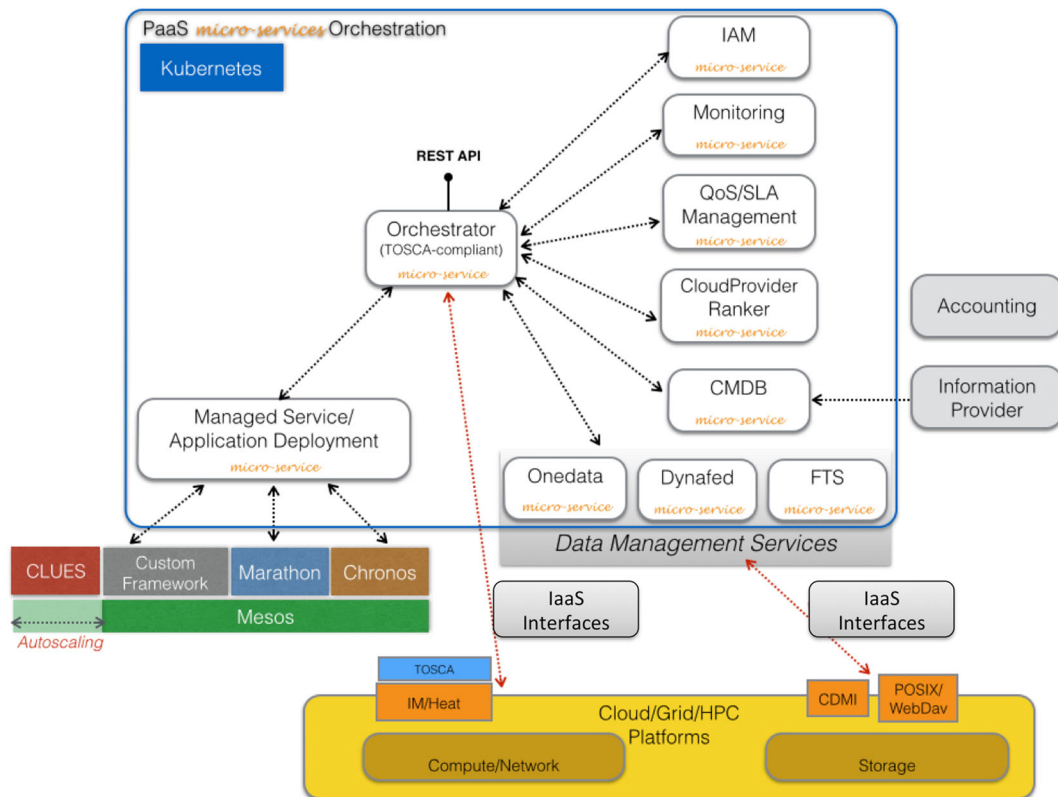 PaaS micro-services Orchestration
Kubernetes
IAM
micro-service
Monitoring
micro-service
REST API
QoS/SLA
Management
micro-service
Orchestrator
(TOSCA-compliant)
micro-service
CloudProvider
Ranker
micro-service
Accounting
CMDB
micro-service
Information
Provider
Managed Service/
Application Deployment
micro-service
Onedata
micro-service
Dynafed
micro-service
FTS
micro-service
Data Management Services
CLUES
Custom
Framework
Marathon
Chronos
Mesos
Autoscaling
IaaS
Interfaces
IaaS
Interfaces
TOSCA
IM/Heat
CDMI
POSIX/
WebDav
Cloud/Grid/HPC
Platforms
Compute/Network
Storage